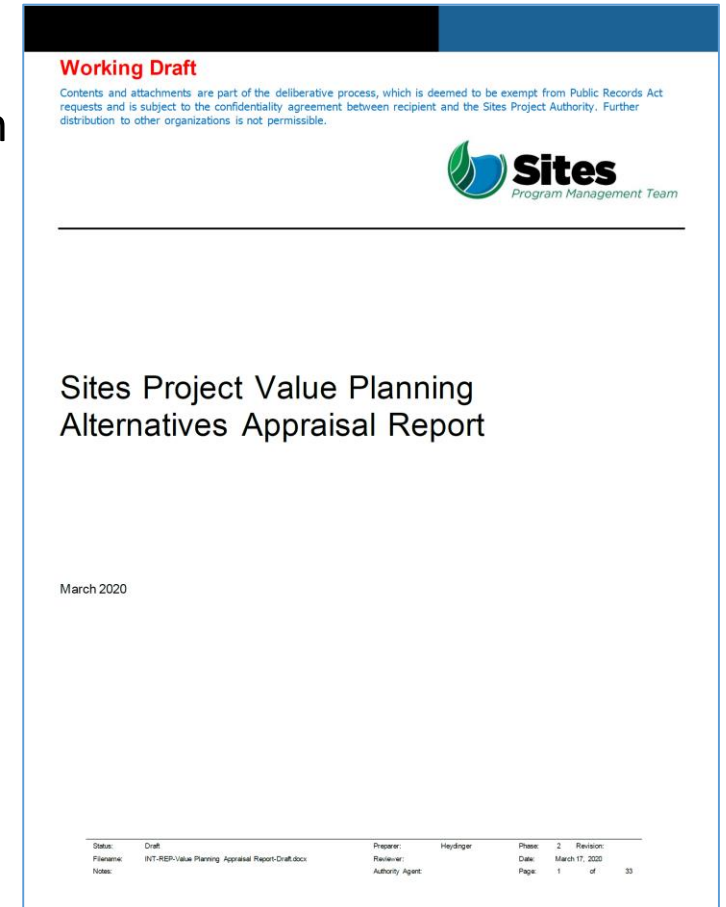 Working Draft
Contents and attachments are part of the deliberative process, which is deemed to be exempt from Public Records Act
requests and is subject to the confidentiality agreement between recipient and the Sites Project Authority. Further
distribution to other organizations is not permissible.
Sites
Program Management Team
Sites Project Value Planning
Alternatives Appraisal Report
March 2020
Status: Draft Preparer: Heydinger Phase: 2 Revision:
Filename: INT-REP-Value Planning Appraisal Report-Draft.docx Reviewer: Date: March 17, 2020
Notes: Authority Agent: Page: 1 of 33